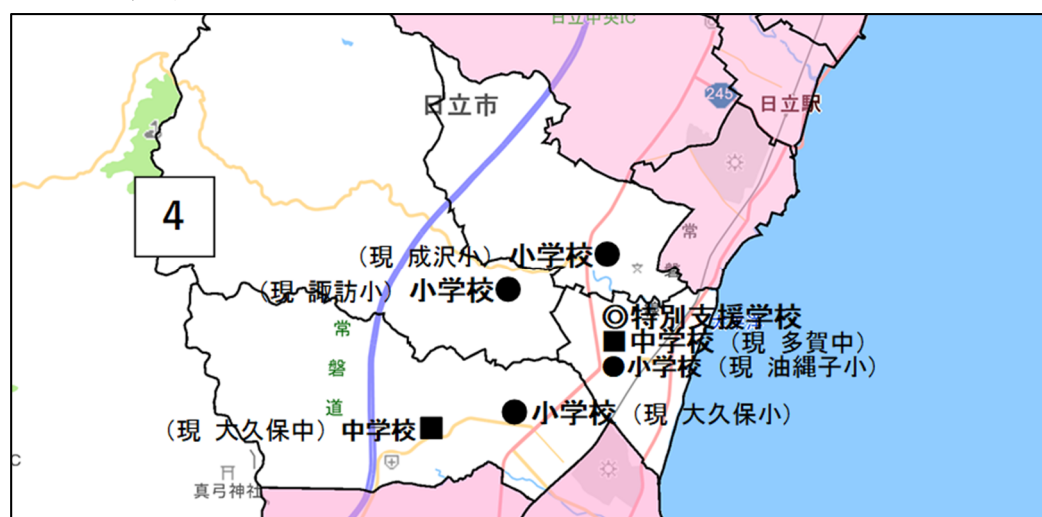 日立中央IC
日立市
245
日立駅
4
常
磐
（現 成沢小）小学校●
（現 諏訪小）小学校●
◎特別支援学校
■中学校（現 多賀中）
●小学校（現 油縄子小）
常
磐
道
●小学校（現 大久保小）
（現 大久保中）中学校■
C
真弓神社